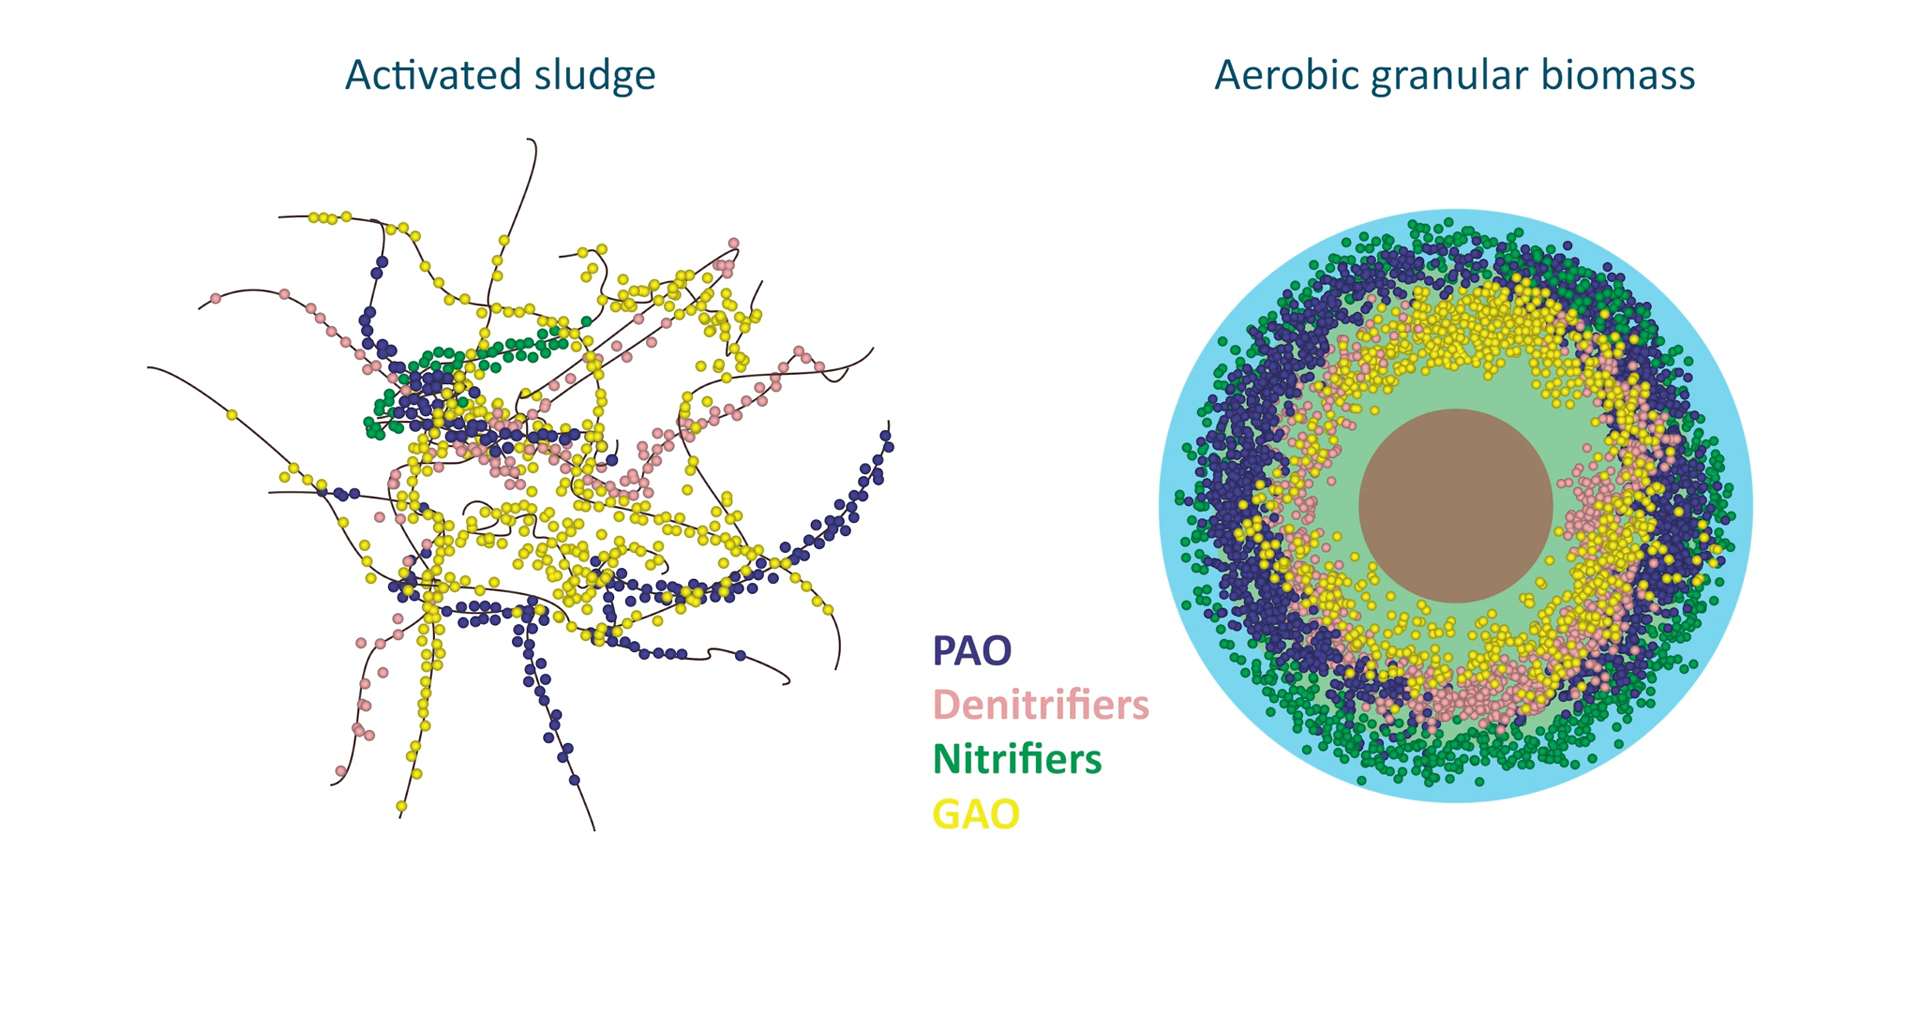 Activated sludge
Aerobic granular biomass
PAO
Denitrifiers
Nitrifiers
GAO